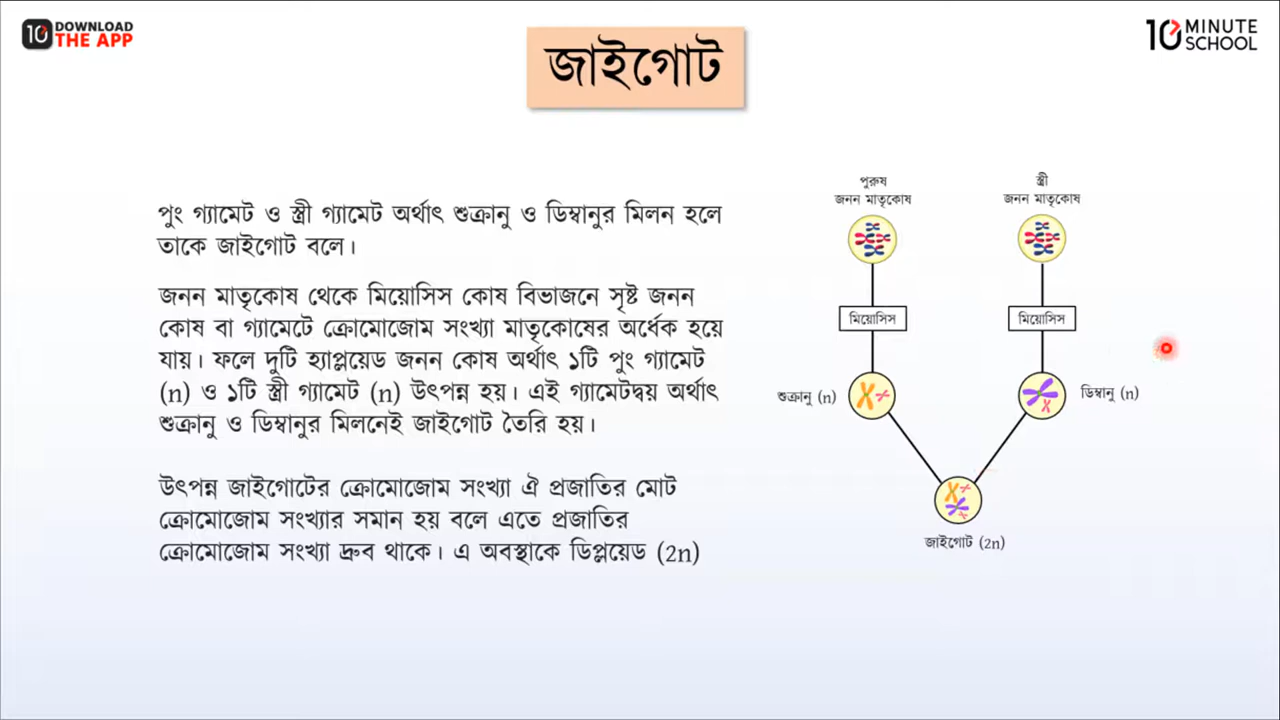 10 DOWNLOAD
THE APP
10 MINUTE
SCHOOL
জাইগোট
পুং গ্যামেট ও স্ত্রী গ্যামেট অর্থাৎ শুক্রানু ও ডিম্বানুর মিলন হলে
তাকে জাইগোট বলে।
জনন মাতৃকোষ থেকে মিয়োসিস কোষ বিভাজনে সৃষ্ট জনন
কোষ বা গ্যামেটে ক্রোমোজোম সংখ্যা মাতৃকোষের অর্ধেক হয়ে
যায়। ফলে দুটি হ্যাপ্লয়েড জনন কোষ অর্থাৎ ১টি পুং গ্যামেট
(n) ও ১টি স্ত্রী গ্যামেট (n) উৎপন্ন হয়। এই গ্যামেটদ্বয় অর্থাৎ
শুক্রানু ও ডিম্বানুর মিলনেই জাইগোট তৈরি হয়।
উৎপন্ন জাইগোটের ক্রোমোজোম সংখ্যা ঐ প্রজাতির মোট
ক্রোমোজোম সংখ্যার সমান হয় বলে এতে প্রজাতির
ক্রোমোজোম সংখ্যা দ্রুব থাকে। এ অবস্থাকে ডিপ্লয়েড (2n)
পুরুষ
জনন মাতৃকোষ
স্ত্রী
জনন মাতৃকোষ
মিয়োসিস
মিয়োসিস
শুক্রানু (n)
ডিম্বানু (n)
জাইগোট (2n)